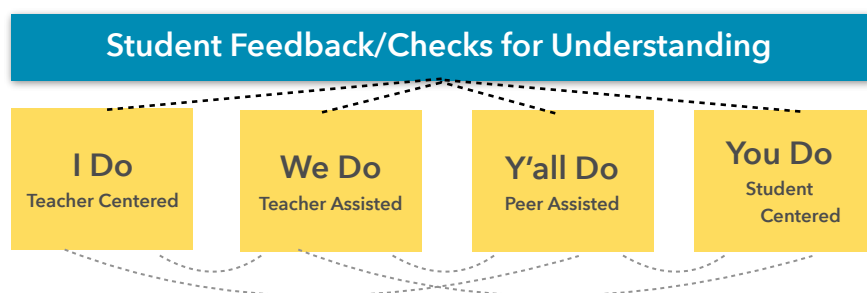 Student Feedback/Checks for Understanding
I Do
Teacher Centered
We Do
Teacher Assisted
Y'all Do
Peer Assisted
You Do
Student
Centered